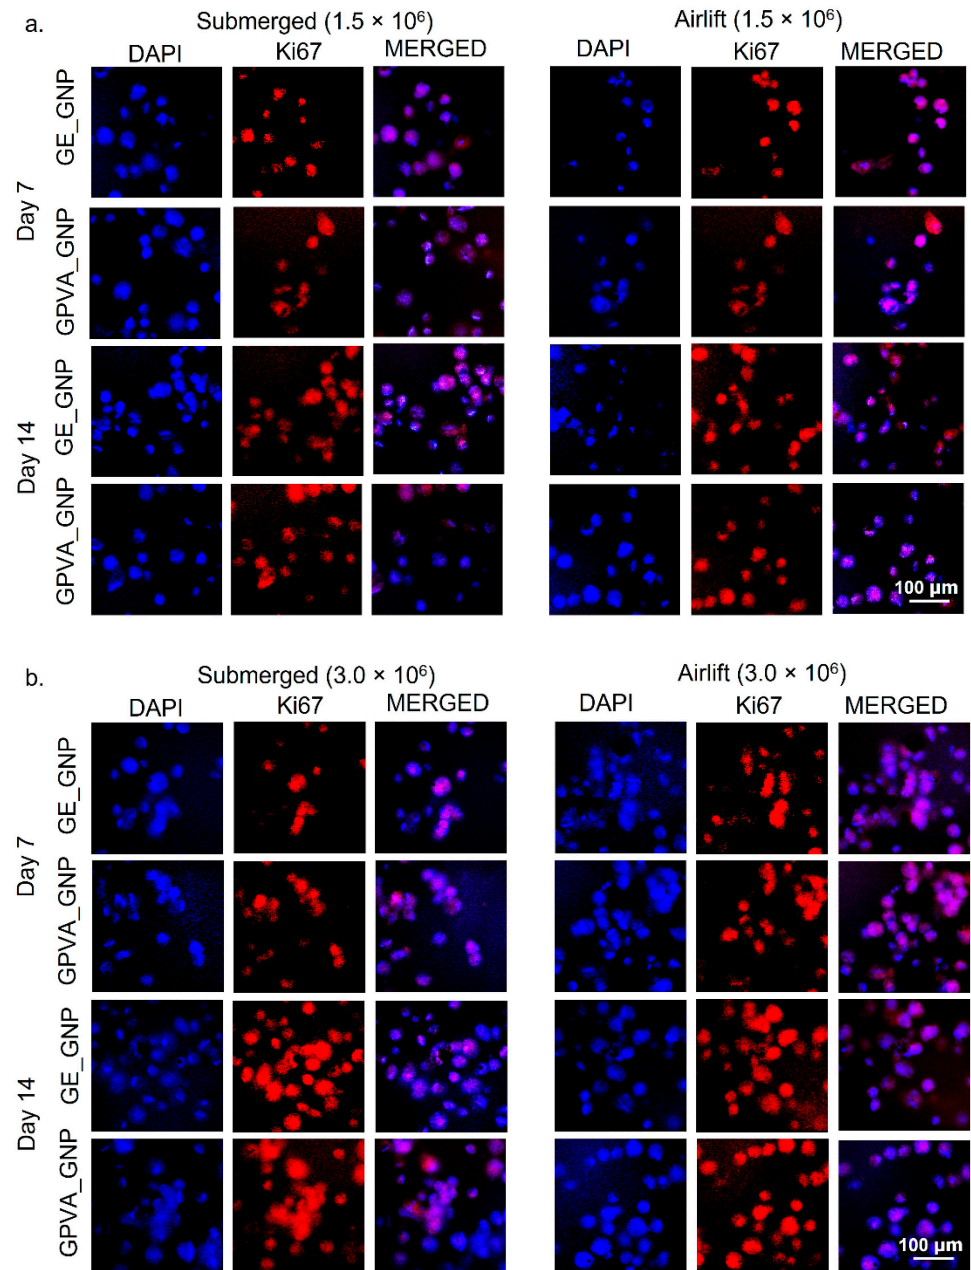 a.
Submerged (1.5 × 10⁶)
Airlift (1.5 × 10⁶)
DAPI Ki67 MERGED
DAPI Ki67 MERGED
Day 7
GE_GNP
GPVA_GNP
Day 14
GE_GNP
GPVA_GNP
100 µm
b.
Submerged (3.0 × 10⁶)
Airlift (3.0 × 10⁶)
DAPI Ki67 MERGED
DAPI Ki67 MERGED
Day 7
GE_GNP
GPVA_GNP
Day 14
GE_GNP
GPVA_GNP
100 µm